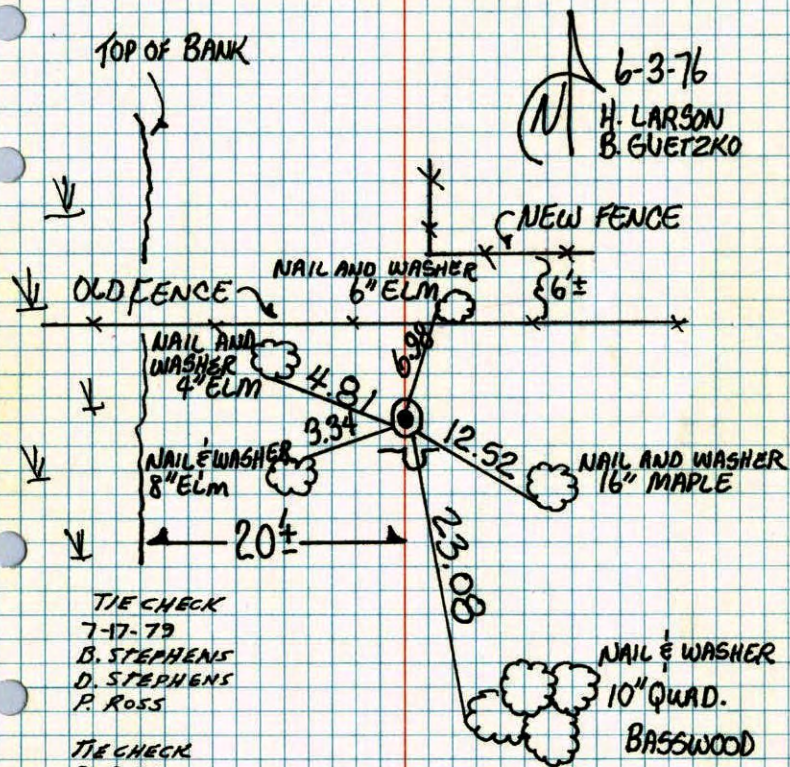 TOP OF BANK
6-3-76
N
H. LARSON
B. GUETZKO
NEW FENCE
NAIL AND WASHER
6" ELM
6'±
OLD FENCE
NAIL AND
WASHER
4" ELM
6.98
4.81
3.34
12.52
NAIL & WASHER
8" ELM
NAIL AND WASHER
16" MAPLE
20'±
23.08
TIE CHECK
7-17-79
B. STEPHENS
D. STEPHENS
P. ROSS
NAIL & WASHER
10" QUAD.
BASSWOOD
TIE CHECK